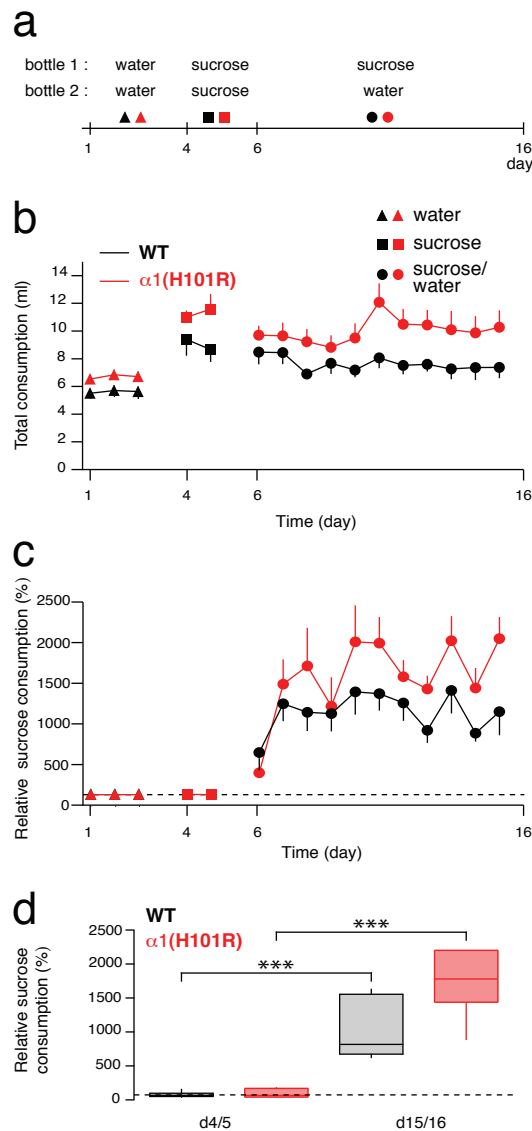 a
bottle 1 : water sucrose sucrose
bottle 2 : water sucrose water
1 4 6 16
day
b
WT
α1(H101R)
water
sucrose
sucrose/
water
Total consumption (ml)
14
12
10
8
6
4
2
0
1 4 6 16
Time (day)
c
Relative sucrose consumption (%)
2500
2000
1500
1000
500
0
1 4 6 16
Time (day)
d
WT
α1(H101R)
Relative sucrose
consumption (%)
2500
2000
1500
1000
500
0
***
***
d4/5 d15/16